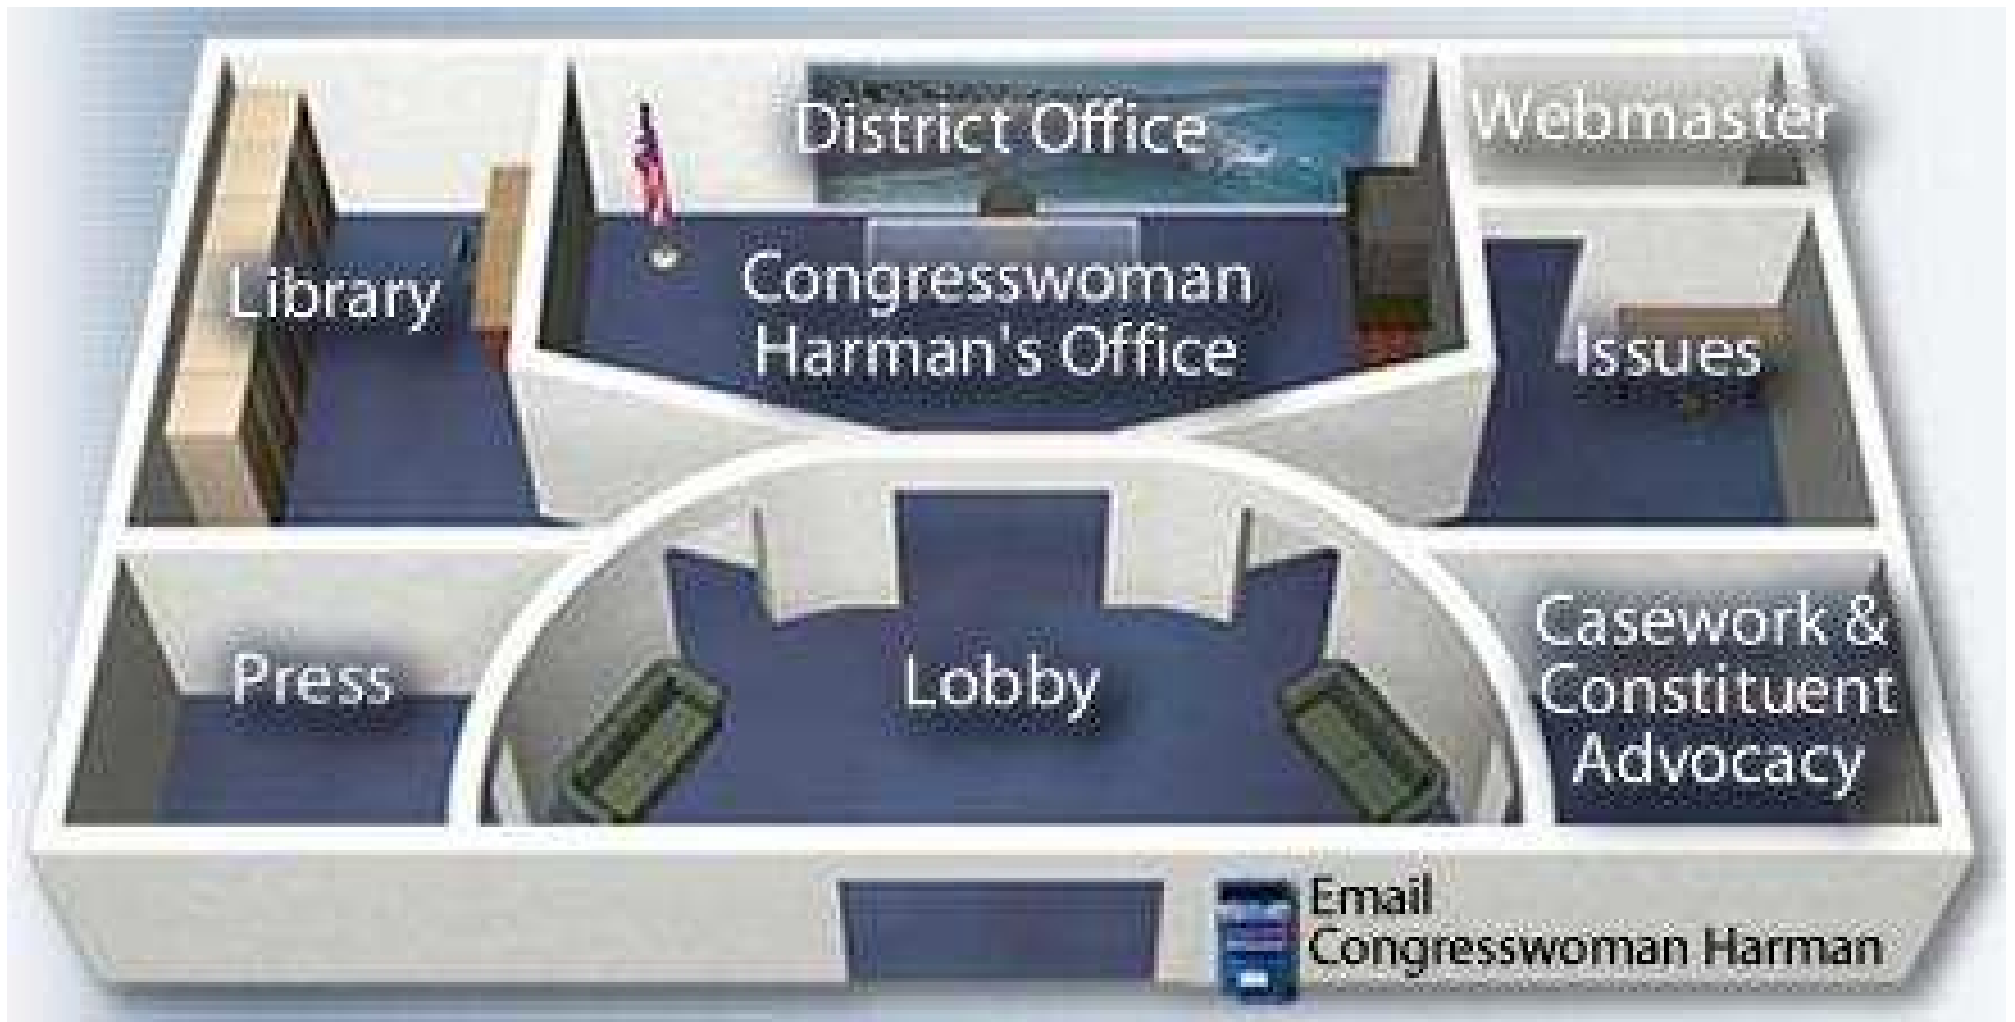 District Office
Webmaster
Library
Congresswoman
Harman's Office
Issues
Press
Lobby
Casework &
Constituent
Advocacy
Email
Congresswoman Harman